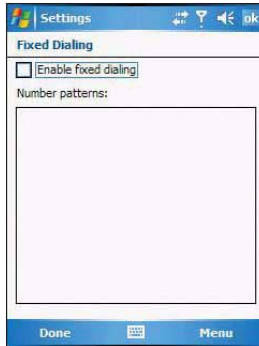 Settings ok
Fixed Dialing
Enable fixed dialing
Number patterns:
Done Menu